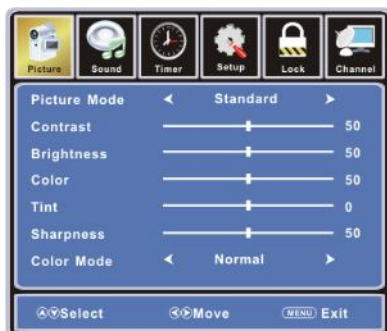 Picture Sound Timer Setup Lock Channel
Picture Mode Standard
Contrast 50
Brightness 50
Color 50
Tint 0
Sharpness 50
Color Mode Normal
Select Move MENU Exit